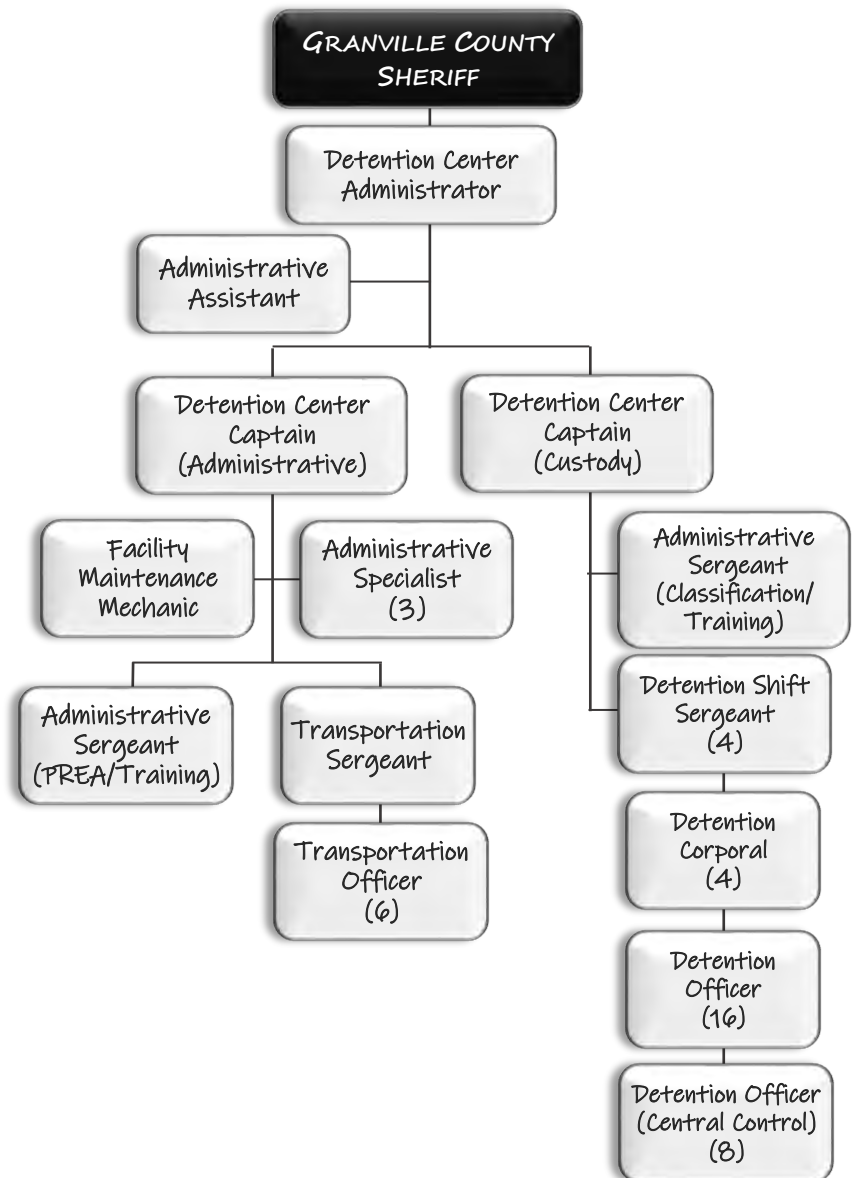 GRANVILLE COUNTY
SHERIFF
Detention Center
Administrator
Administrative
Assistant
Detention Center
Captain
(Administrative)
Detention Center
Captain
(Custody)
Facility
Maintenance
Mechanic
Administrative
Specialist
(3)
Administrative
Sergeant
(Classification/
Training)
Administrative
Sergeant
(PREA/Training)
Transportation
Sergeant
Detention Shift
Sergeant
(4)
Transportation
Officer
(6)
Detention
Corporal
(4)
Detention
Officer
(16)
Detention Officer
(Central Control)
(8)